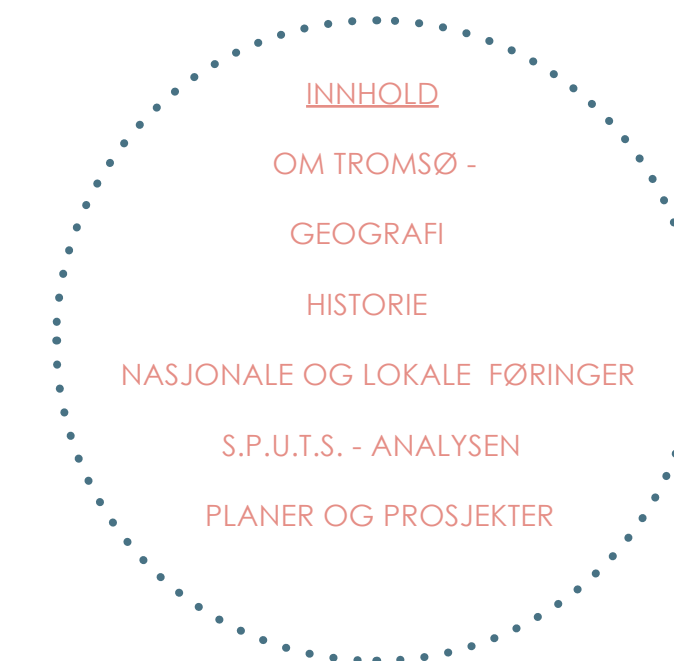 INNHOLD
OM TROMSØ -
GEOGRAFI
HISTORIE
NASJONALE OG LOKALE FØRINGER
S.P.U.T.S. - ANALYSEN
PLANER OG PROSJEKTER